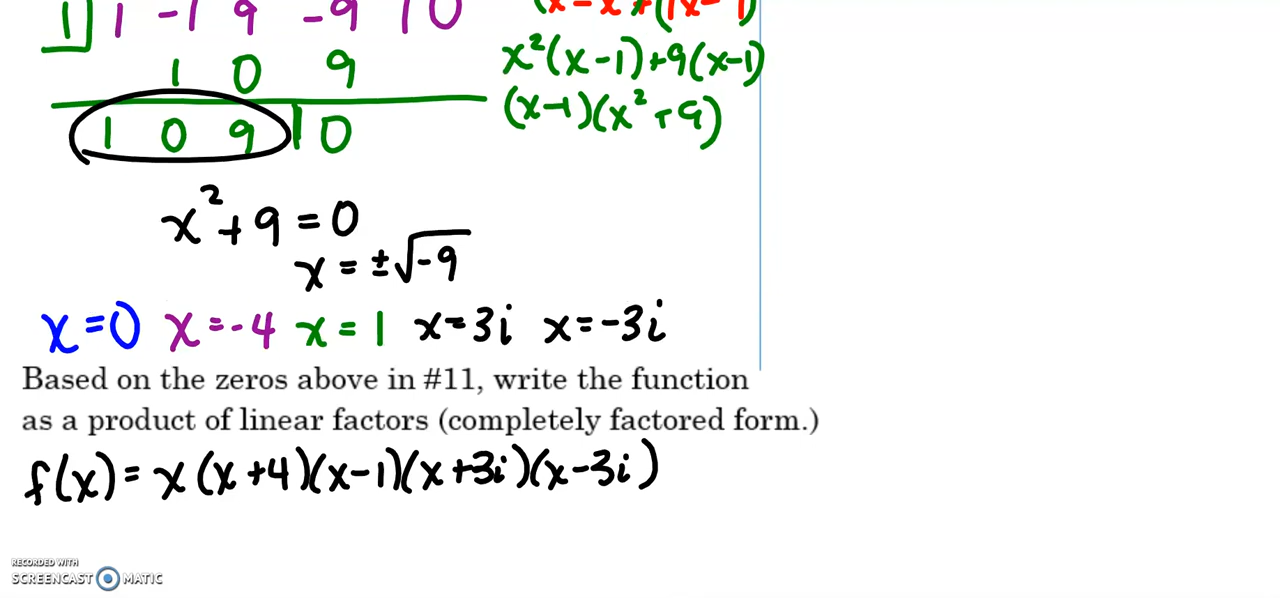 1 1 -1 9 -9 | 0
(x - x + (1x - 1)
1 0 9
x²(x-1)+9(x-1)
1 0 9 | 0
(x-1)(x²+9)
x²+9=0
x=±√-9
x=0 x=-4 x=1 x=3i x=-3i
Based on the zeros above in #11, write the function
as a product of linear factors (completely factored form.)
f(x)=x(x+4)(x-1)(x+3i)(x-3i)
RECORDED WITH
SCREENCAST MATIC